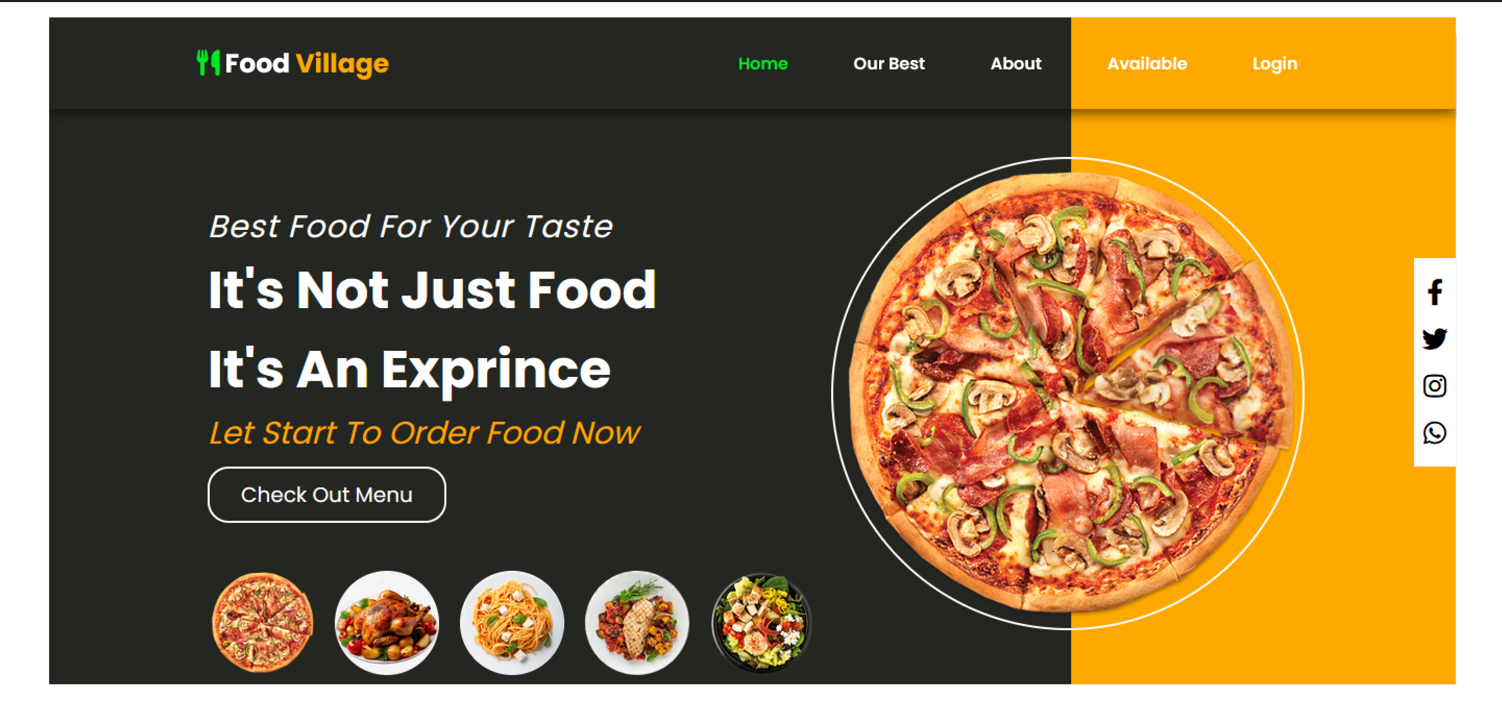 Food Village
Home Our Best About Available Login
Best Food For Your Taste
It's Not Just Food
It's An Exprince
Let Start To Order Food Now
Check Out Menu